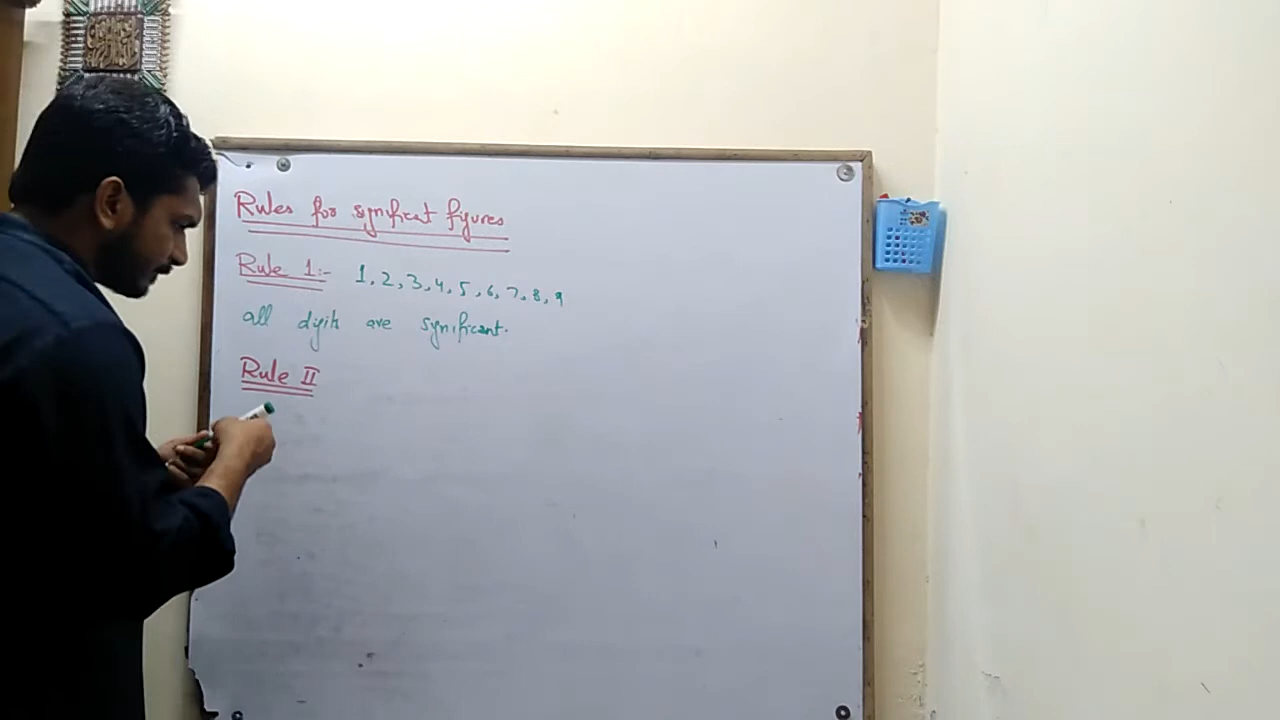 Rules for significat figures
Rule 1:- 1, 2, 3, 4, 5, 6, 7, 8, 9
all digits are significant.
Rule II